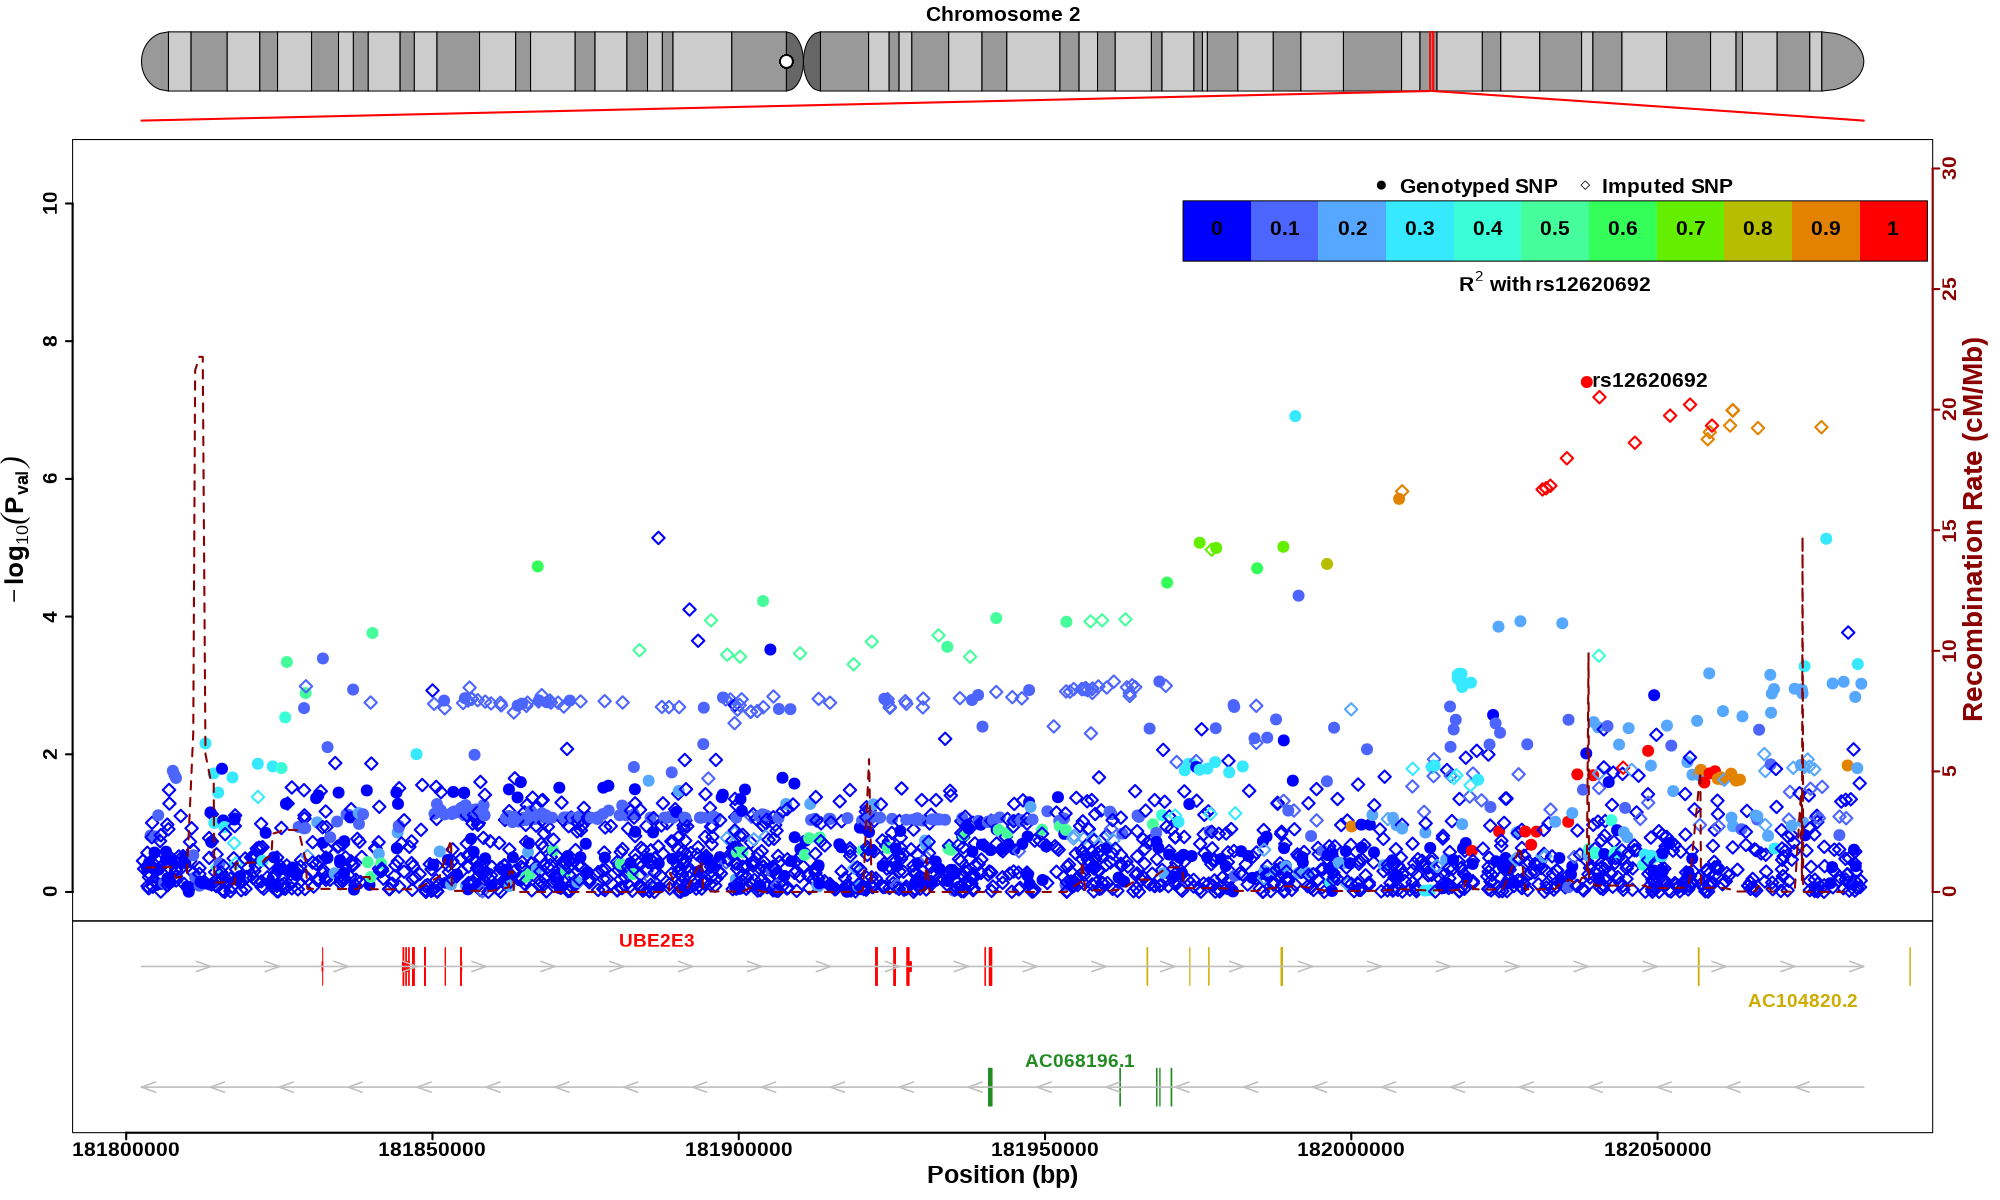 Chromosome 2
Genotyped SNP
Imputed SNP
0 0.1 0.2 0.3 0.4 0.5 0.6 0.7 0.8 0.9 1
R2 with rs12620692
rs12620692
−log10(Pval)
10
8
6
4
2
0
Recombination Rate (cM/Mb)
30
25
20
15
10
5
0
UBE2E3
AC104820.2
AC068196.1
181800000 181850000 181900000 181950000 182000000 182050000
Position (bp)